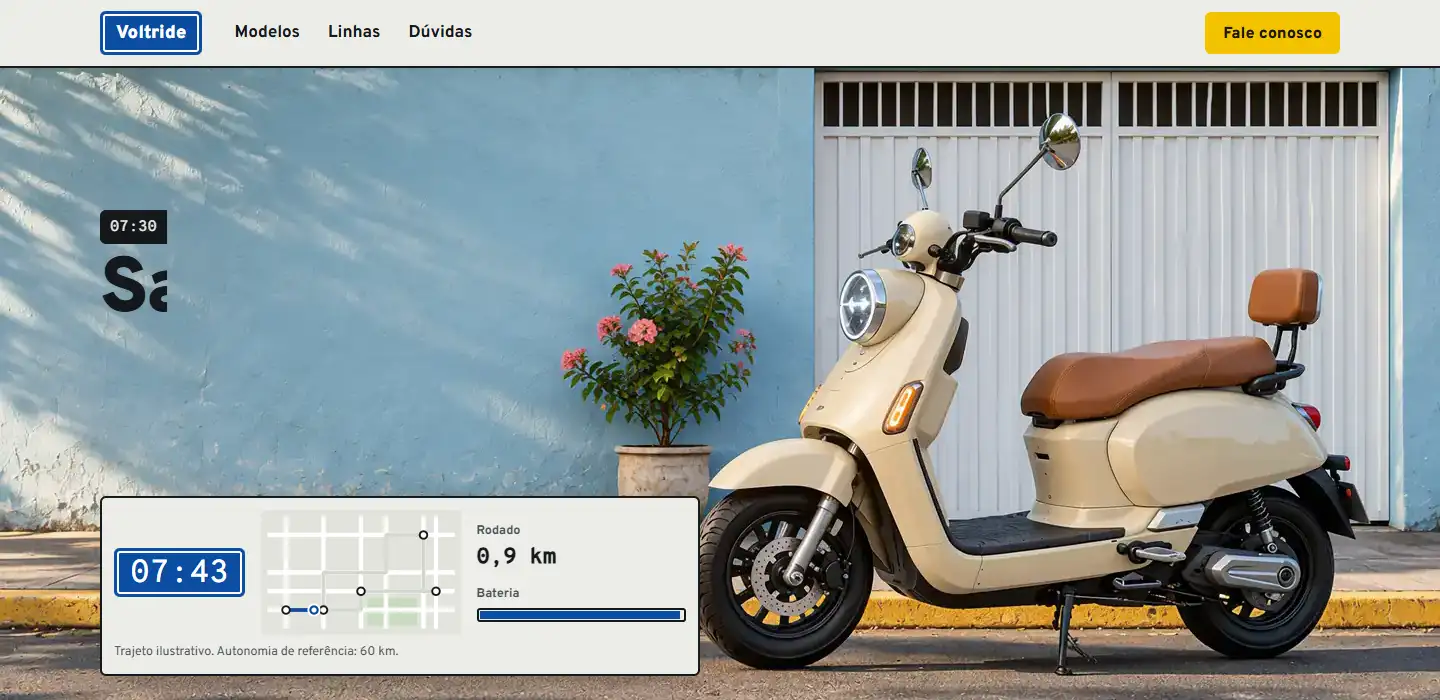 Voltride
Modelos
Linhas
Dúvidas
Fale conosco
07:30
Sa
07:43
Rodado
0,9 km
Bateria
Trajeto ilustrativo. Autonomia de referência: 60 km.